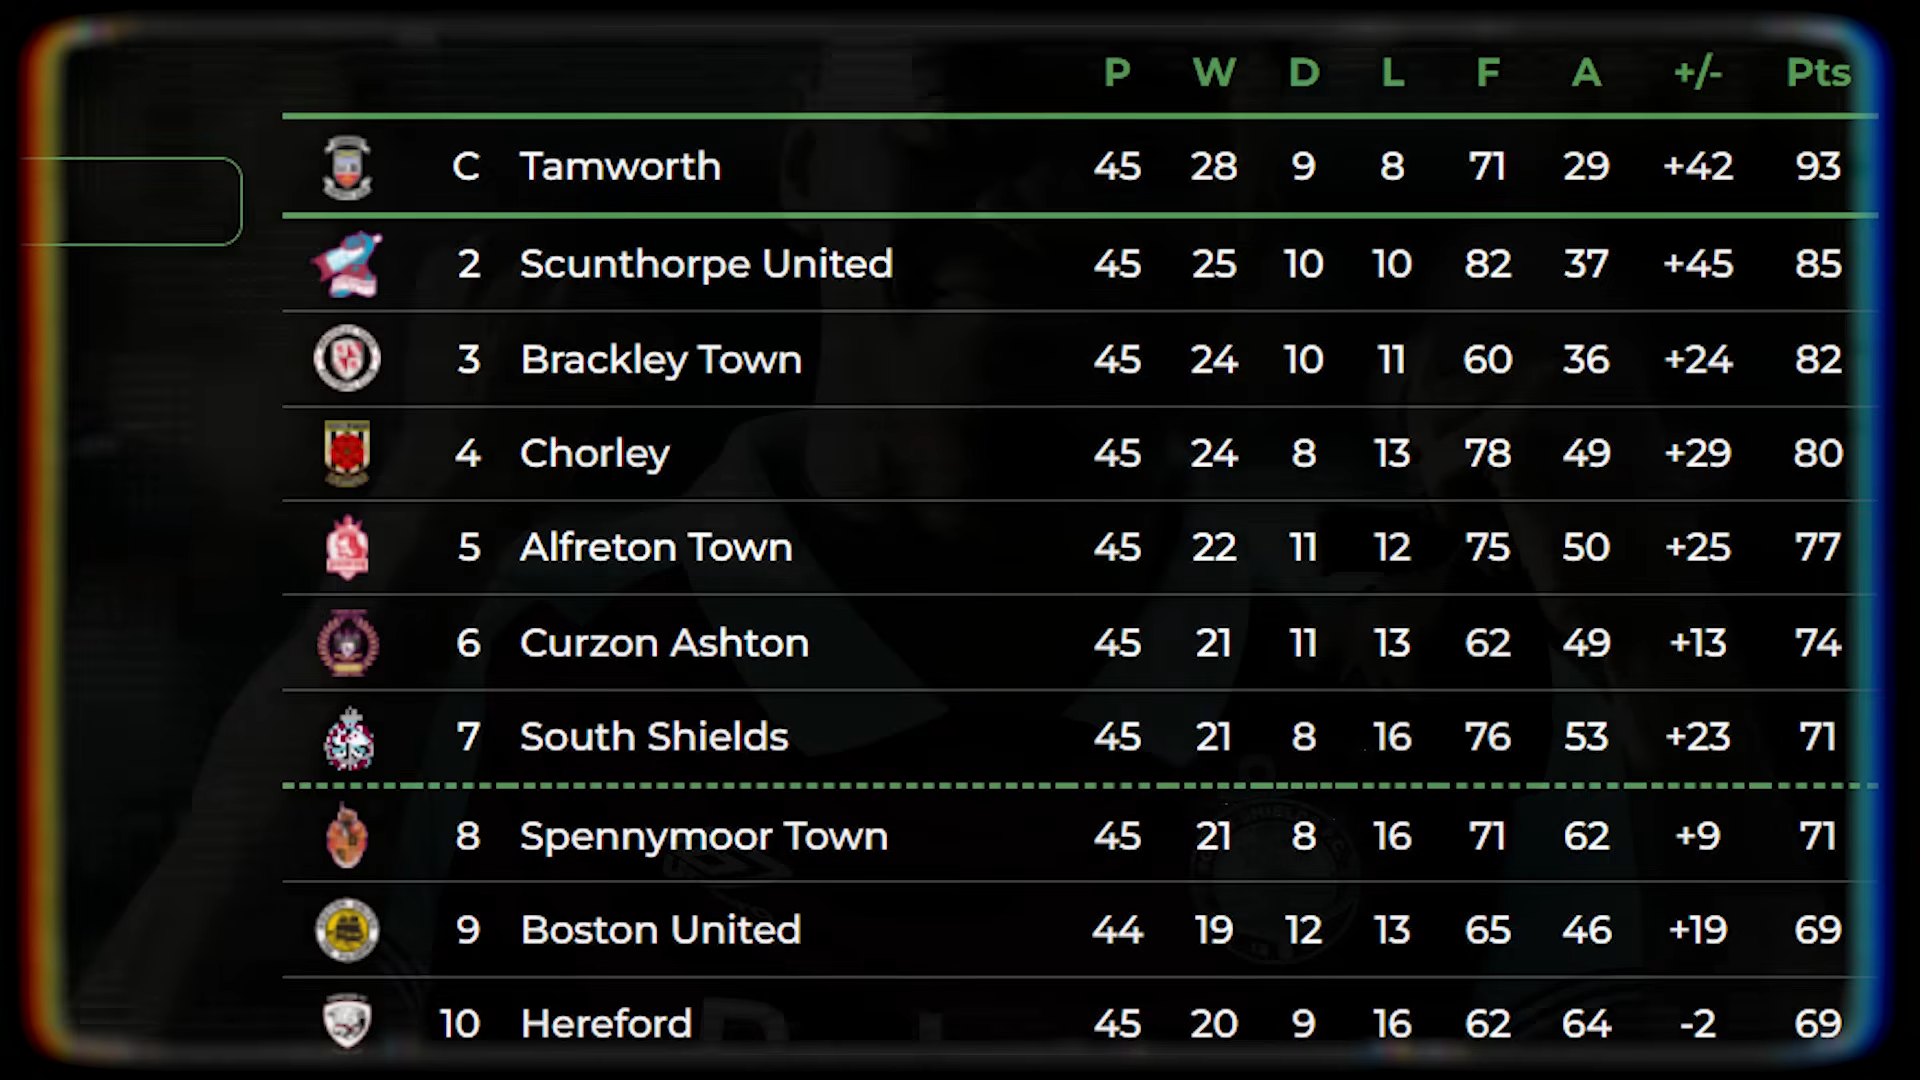 P W D L F A +/- Pts
C Tamworth 45 28 9 8 71 29 +42 93
2 Scunthorpe United 45 25 10 10 82 37 +45 85
3 Brackley Town 45 24 10 11 60 36 +24 82
4 Chorley 45 24 8 13 78 49 +29 80
5 Alfreton Town 45 22 11 12 75 50 +25 77
6 Curzon Ashton 45 21 11 13 62 49 +13 74
7 South Shields 45 21 8 16 76 53 +23 71
8 Spennymoor Town 45 21 8 16 71 62 +9 71
9 Boston United 44 19 12 13 65 46 +19 69
10 Hereford 45 20 9 16 62 64 -2 69